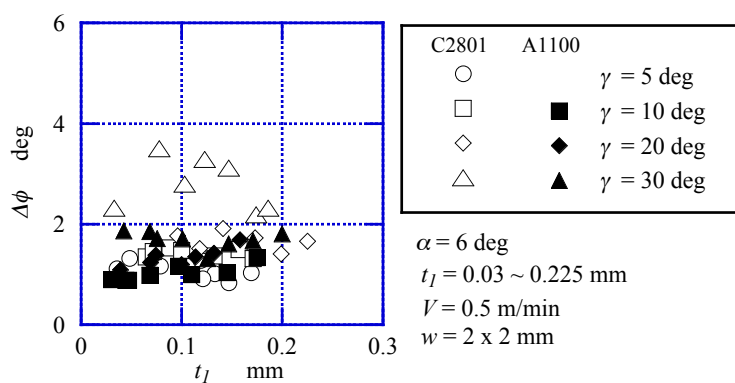 6
4
2
0
Δϕ deg
0 0.1 0.2 0.3
t1 mm
C2801 A1100
γ = 5 deg
γ = 10 deg
γ = 20 deg
γ = 30 deg
α = 6 deg
t1 = 0.03 ~ 0.225 mm
V = 0.5 m/min
w = 2 x 2 mm